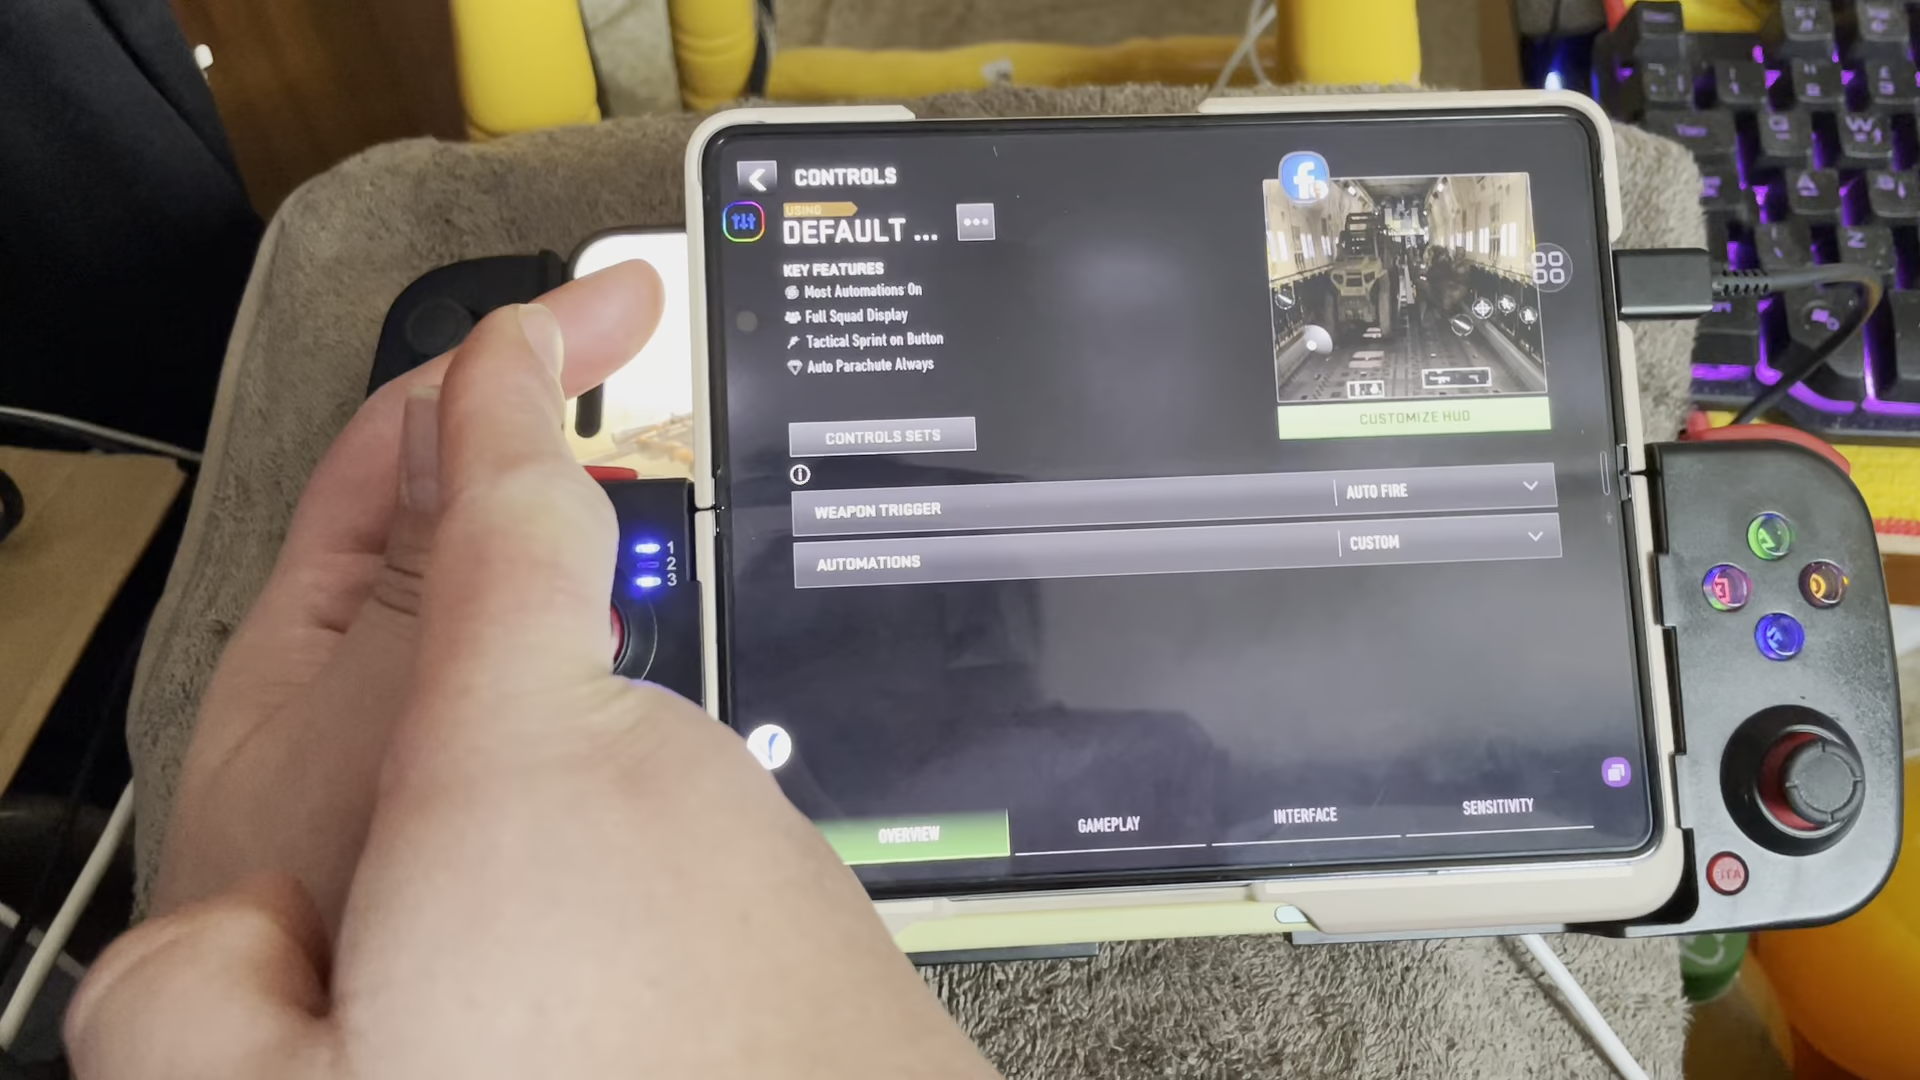 CONTROLS
USING
DEFAULT ...
KEY FEATURES
Most Automations On
Full Squad Display
Tactical Sprint on Button
Auto Parachute Always
CUSTOMIZE HUD
CONTROLS SETS
WEAPON TRIGGER
AUTO FIRE
AUTOMATIONS
CUSTOM
OVERVIEW
GAMEPLAY
INTERFACE
SENSITIVITY
1
2
3